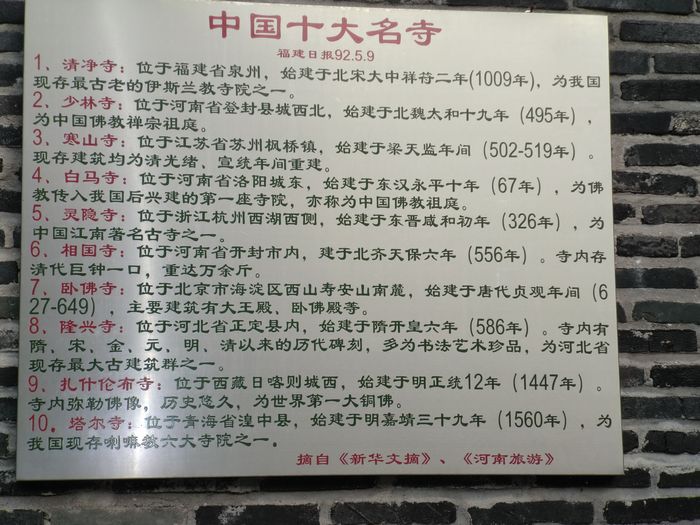 中国十大名寺
福建日报92.5.9
1、清净寺：位于福建省泉州，始建于北宋大中祥符二年(1009年)，为我国
现存最古老的伊斯兰教寺院之一。
2、少林寺：位于河南省登封县城西北，始建于北魏太和十九年（495年），
为中国佛教禅宗祖庭。
3、寒山寺：位于江苏省苏州枫桥镇，始建于梁天监年间（502-519年）。
现存建筑均为清光绪、宣统年间重建。
4、白马寺：位于河南省洛阳城东，始建于东汉永平十年（67年），为佛
教传入我国后兴建的第一座寺院，亦称为中国佛教祖庭。
5、灵隐寺：位于浙江杭州西湖西侧，始建于东晋咸和初年（326年），为
中国江南著名古寺之一。
6、相国寺：位于河南省开封市内，建于北齐天保六年（556年）。寺内存
清代巨钟一口，重达万余斤。
7、卧佛寺：位于北京市海淀区西山寿安山南麓，始建于唐代贞观年间（6
27-649），主要建筑有大王殿、卧佛殿等。
8、隆兴寺：位于河北省正定县内，始建于隋开皇六年（586年）。寺内有
隋、宋、金、元、明、清以来的历代碑刻，多为书法艺术珍品，为河北省
现存最大古建筑群之一。
9、扎什伦布寺：位于西藏日喀则城西，始建于明正统12年（1447年）。
寺内弥勒佛像，历史悠久，为世界第一大铜佛。
10、塔尔寺：位于青海省湟中县，始建于明嘉靖三十九年（1560年），为
我国现存喇嘛教六大寺院之一。
摘自《新华文摘》、《河南旅游》